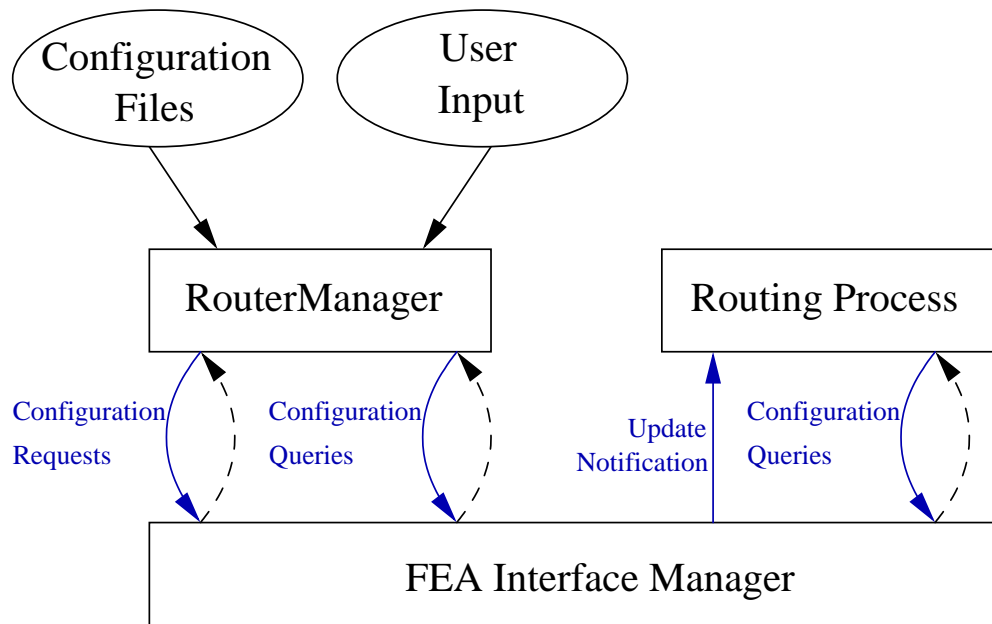 Configuration
Files
User
Input
RouterManager
Routing Process
Configuration
Requests
Configuration
Queries
Update
Notification
Configuration
Queries
FEA Interface Manager